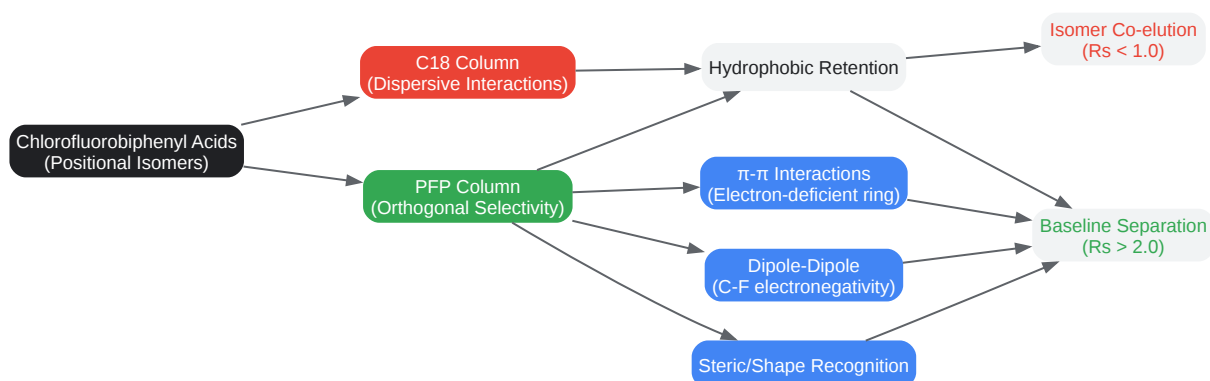 Chlorofluorobiphenyl Acids
(Positional Isomers)
C18 Column
(Dispersive Interactions)
PFP Column
(Orthogonal Selectivity)
Hydrophobic Retention
π-π Interactions
(Electron-deficient ring)
Dipole-Dipole
(C-F electronegativity)
Steric/Shape Recognition
Isomer Co-elution
(Rs < 1.0)
Baseline Separation
(Rs > 2.0)